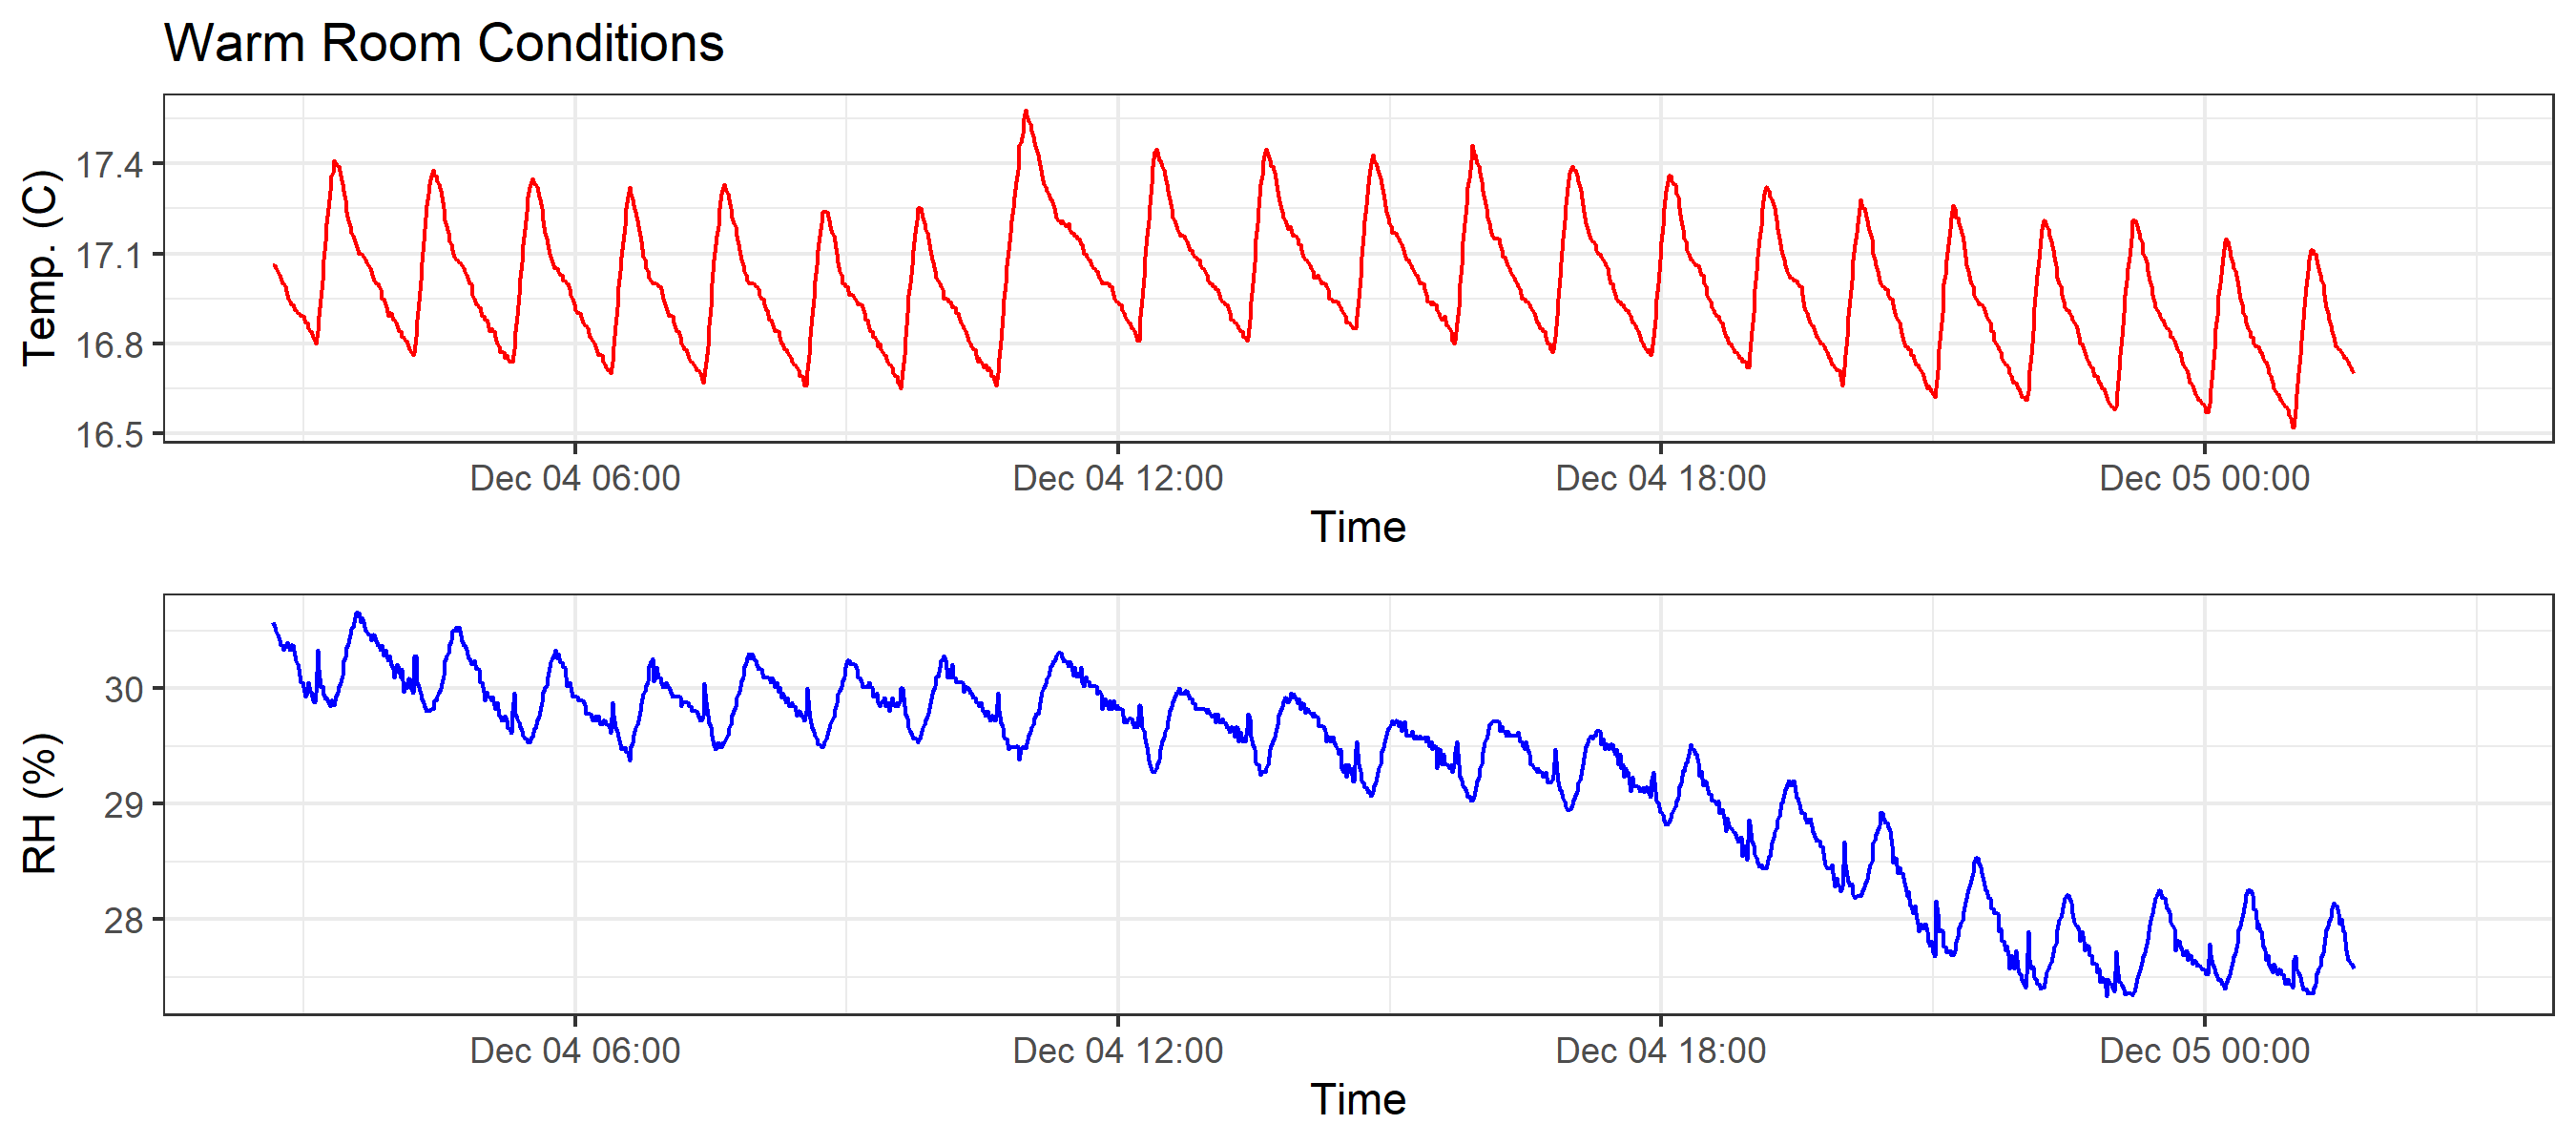 Warm Room Conditions
Temp. (C)
17.4
17.1
16.8
16.5
Dec 04 06:00 Dec 04 12:00 Dec 04 18:00 Dec 05 00:00
Time
RH (%)
30
29
28
Dec 04 06:00 Dec 04 12:00 Dec 04 18:00 Dec 05 00:00
Time